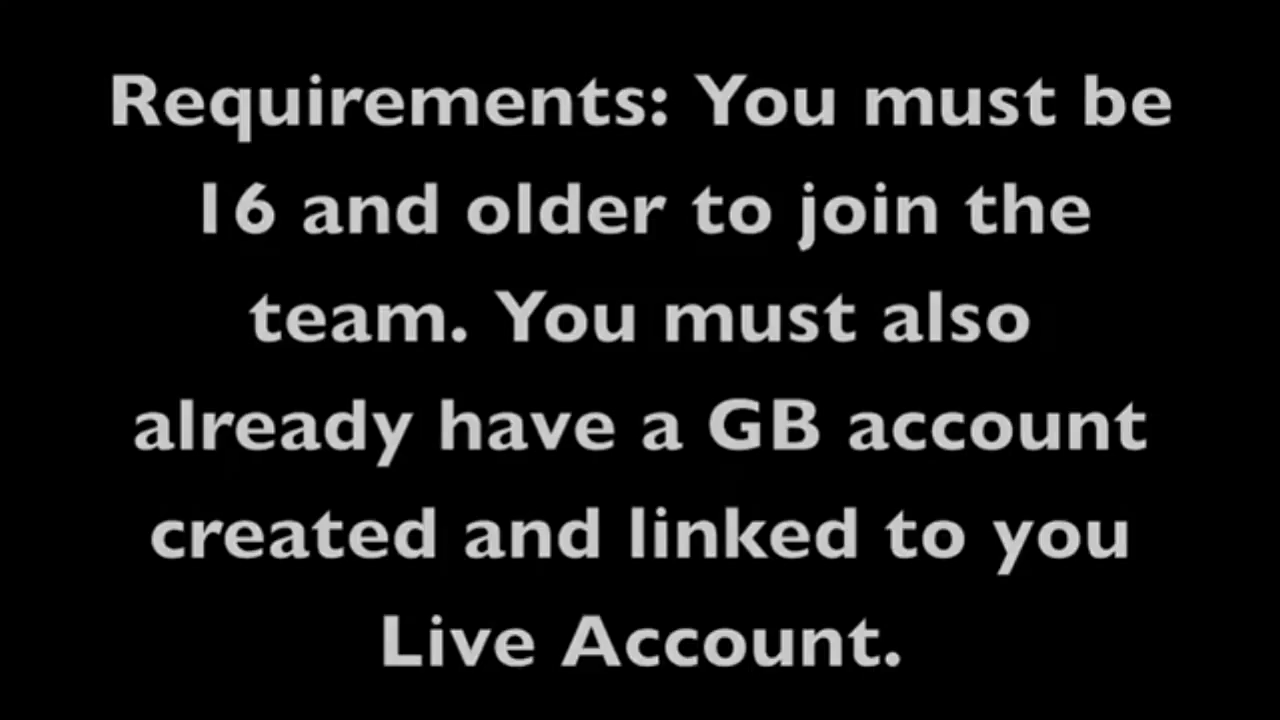 Requirements: You must be
16 and older to join the
team. You must also
already have a GB account
created and linked to you
Live Account.